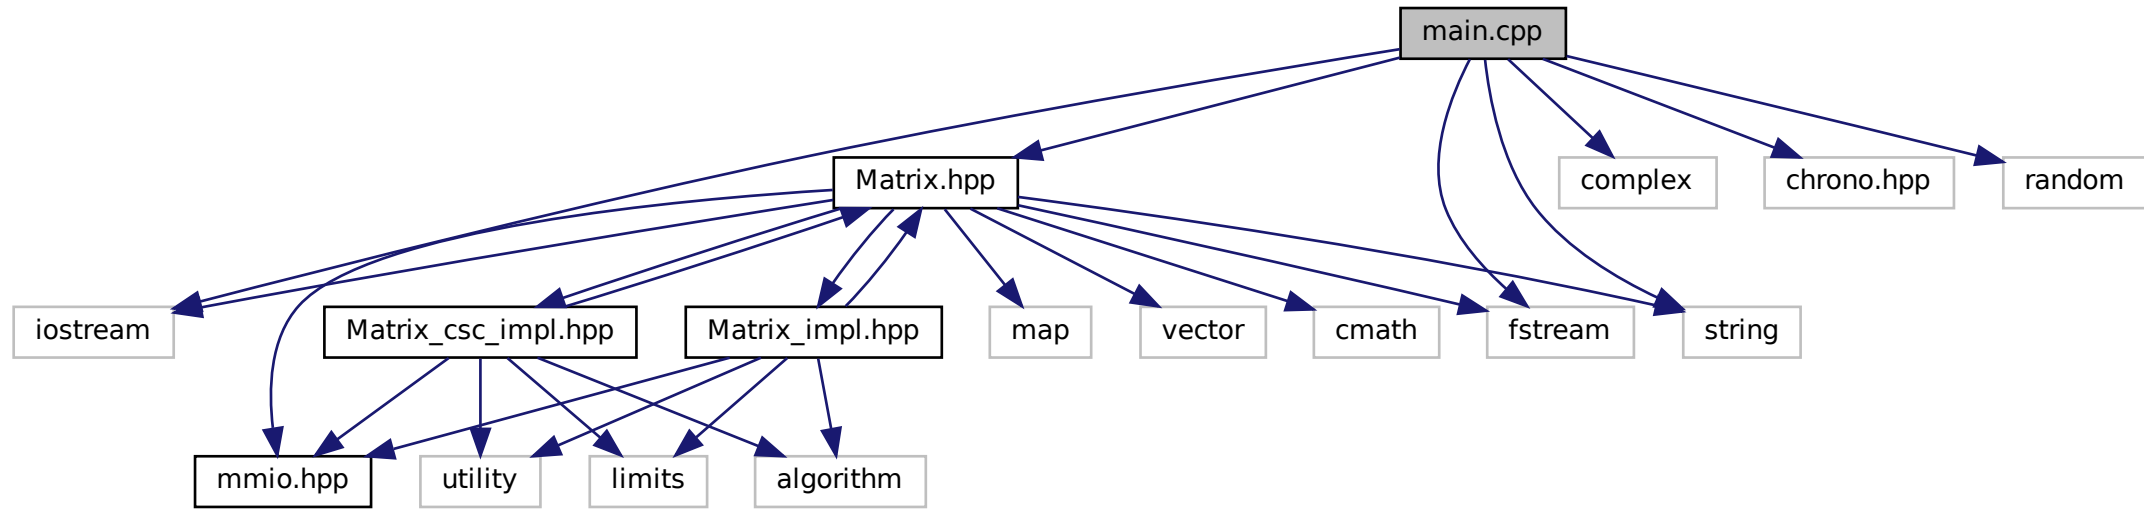 main.cpp
Matrix.hpp
complex
chrono.hpp
random
iostream
Matrix_csc_impl.hpp
Matrix_impl.hpp
map
vector
cmath
fstream
string
mmio.hpp
utility
limits
algorithm